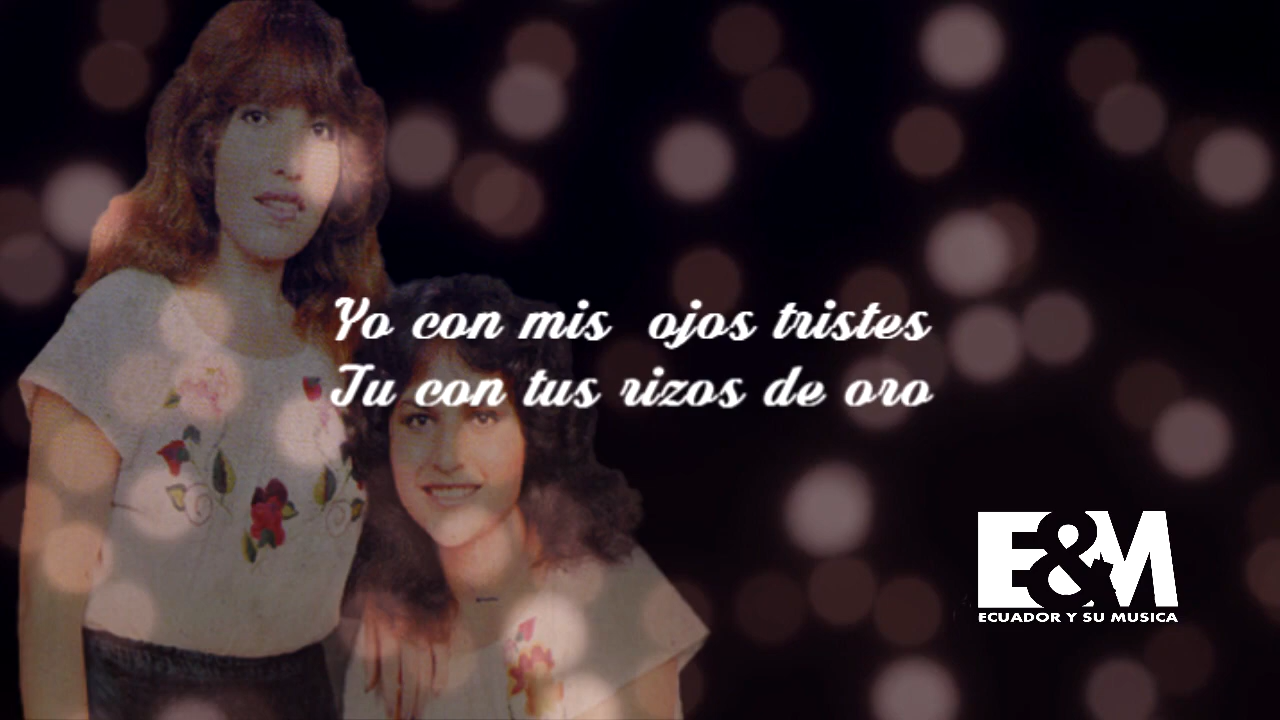 Yo con mis ojos tristes
Tu con tus rizos de oro
E&M
ECUADOR Y SU MUSICA